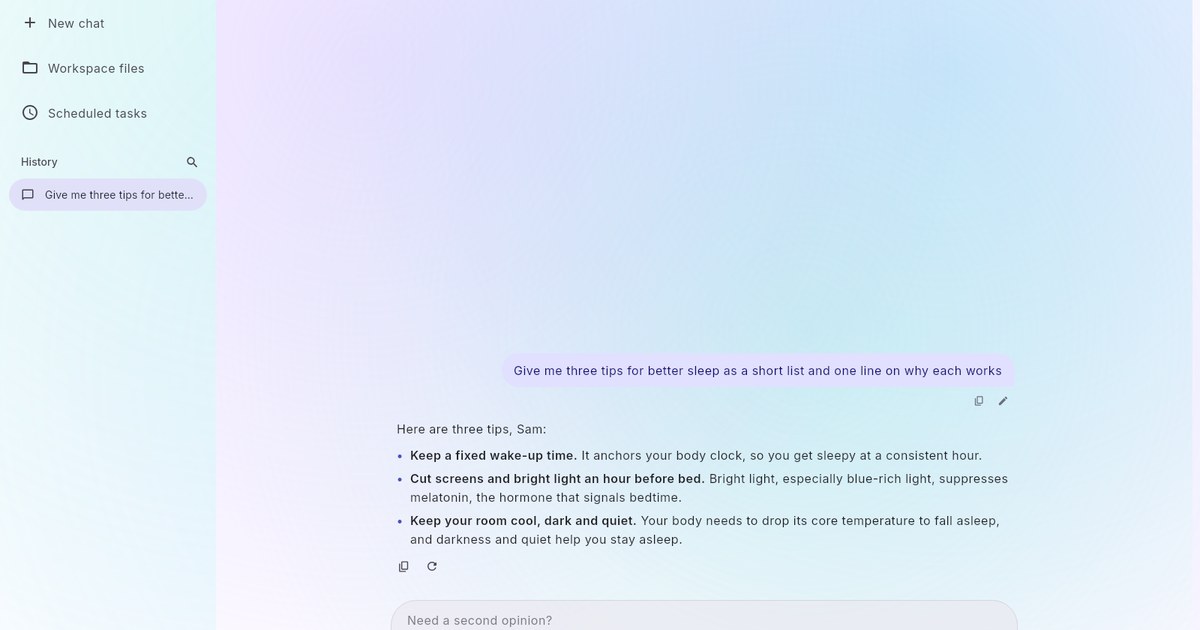 New chat
Workspace files
Scheduled tasks
History
Give me three tips for bette...
Give me three tips for better sleep as a short list and one line on why each works
Here are three tips, Sam:
• Keep a fixed wake-up time. It anchors your body clock, so you get sleepy at a consistent hour.
• Cut screens and bright light an hour before bed. Bright light, especially blue-rich light, suppresses
melatonin, the hormone that signals bedtime.
• Keep your room cool, dark and quiet. Your body needs to drop its core temperature to fall asleep,
and darkness and quiet help you stay asleep.
Need a second opinion?